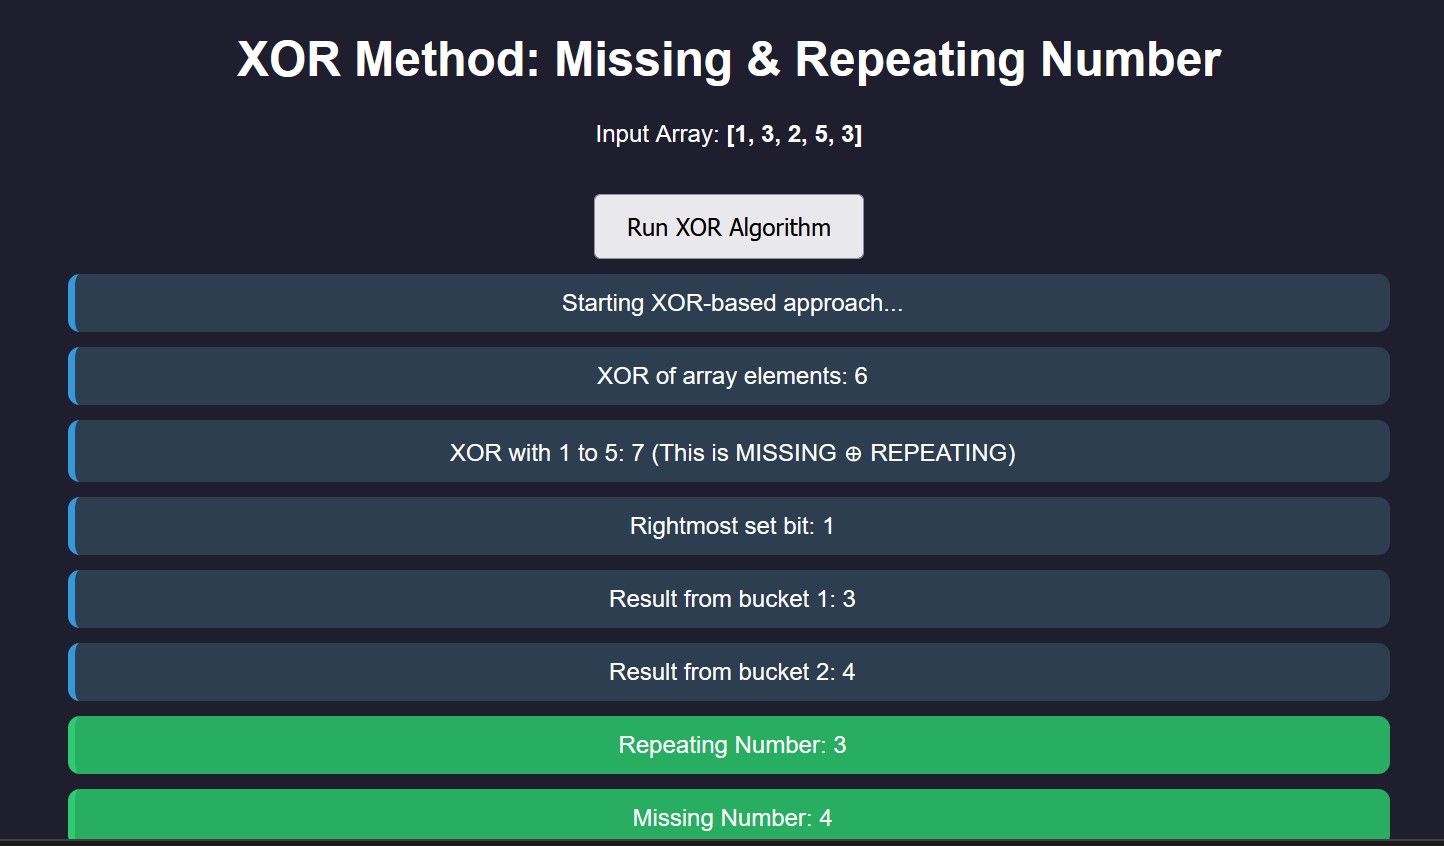 XOR Method: Missing & Repeating Number
Input Array: [1, 3, 2, 5, 3]
Run XOR Algorithm
Starting XOR-based approach...
XOR of array elements: 6
XOR with 1 to 5: 7 (This is MISSING ⊕ REPEATING)
Rightmost set bit: 1
Result from bucket 1: 3
Result from bucket 2: 4
Repeating Number: 3
Missing Number: 4